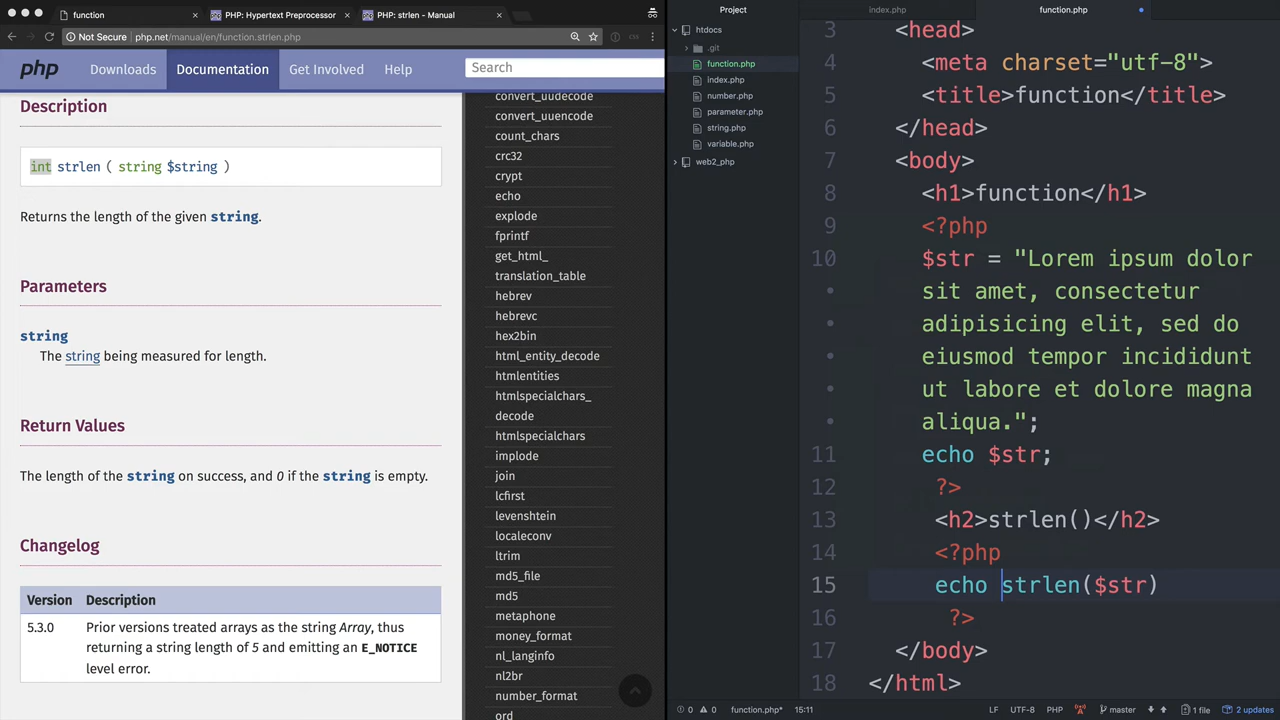 function
PHP: Hypertext Preprocessor
PHP: strlen - Manual
Not Secure
php.net/manual/en/function.strlen.php
php
Downloads
Documentation
Get Involved
Help
Search
Description
int strlen ( string $string )
Returns the length of the given string.
Parameters
string
The string being measured for length.
Return Values
The length of the string on success, and 0 if the string is empty.
Changelog
Version Description
5.3.0 Prior versions treated arrays as the string Array, thus
returning a string length of 5 and emitting an E_NOTICE
level error.
convert_uudecode
convert_uuencode
count_chars
crc32
crypt
echo
explode
fprintf
get_html_
translation_table
hebrev
hebrevc
hex2bin
html_entity_decode
htmlentities
htmlspecialchars_
decode
htmlspecialchars
implode
join
lcfirst
levenshtein
localeconv
ltrim
md5_file
md5
metaphone
money_format
nl_langinfo
nl2br
number_format
ord
Project
htdocs
.git
function.php
index.php
number.php
parameter.php
string.php
variable.php
web2_php
index.php
function.php
3 <head>
4 <meta charset="utf-8">
5 <title>function</title>
6 </head>
7 <body>
8 <h1>function</h1>
9 <?php
10 $str = "Lorem ipsum dolor
sit amet, consectetur
adipisicing elit, sed do
eiusmod tempor incididunt
ut labore et dolore magna
aliqua.";
11 echo $str;
12 ?>
13 <h2>strlen()</h2>
14 <?php
15 echo strlen($str)
16 ?>
17 </body>
18 </html>
0 0 function.php* 15:11
LF UTF-8 PHP master 1 file 2 updates